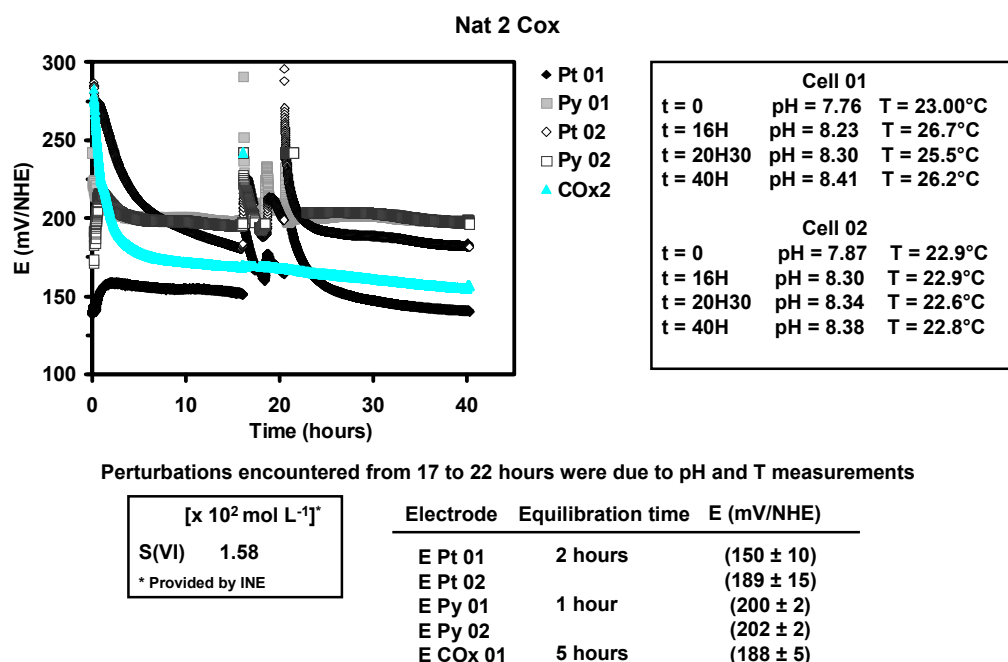 Nat 2 Cox
300
250
200
150
100
E (mV/NHE)
0 10 20 30 40
Time (hours)
Pt 01
Py 01
Pt 02
Py 02
COx2
Cell 01
t = 0 pH = 7.76 T = 23.00°C
t = 16H pH = 8.23 T = 26.7°C
t = 20H30 pH = 8.30 T = 25.5°C
t = 40H pH = 8.41 T = 26.2°C
Cell 02
t = 0 pH = 7.87 T = 22.9°C
t = 16H pH = 8.30 T = 22.9°C
t = 20H30 pH = 8.34 T = 22.6°C
t = 40H pH = 8.38 T = 22.8°C
Perturbations encountered from 17 to 22 hours were due to pH and T measurements
[x 10² mol L⁻¹]*
S(VI) 1.58
* Provided by INE
Electrode Equilibration time E (mV/NHE)
E Pt 01 2 hours (150 ± 10)
E Pt 02 (189 ± 15)
E Py 01 1 hour (200 ± 2)
E Py 02 (202 ± 2)
E COx 01 5 hours (188 ± 5)